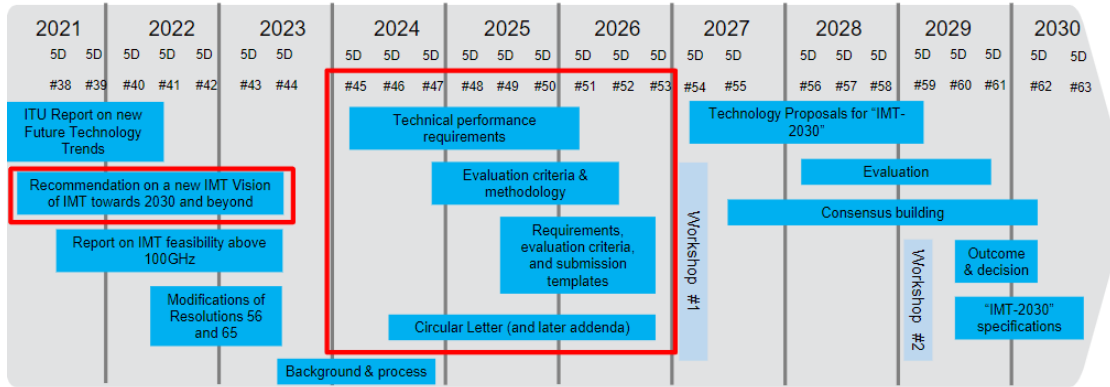 2021 2022 2023 2024 2025 2026 2027 2028 2029 2030
5D 5D 5D 5D 5D 5D 5D 5D 5D 5D 5D 5D 5D 5D 5D 5D 5D 5D 5D 5D 5D 5D 5D 5D 5D 5D
#38 #39 #40 #41 #42 #43 #44 #45 #46 #47 #48 #49 #50 #51 #52 #53 #54 #55 #56 #57 #58 #59 #60 #61 #62 #63
ITU Report on new
Future Technology
Trends
Recommendation on a new IMT Vision
of IMT towards 2030 and beyond
Report on IMT feasibility above
100GHz
Modifications of
Resolutions 56
and 65
Background & process
Technical performance
requirements
Evaluation criteria &
methodology
Requirements,
evaluation criteria,
and submission
templates
Circular Letter (and later addenda)
Workshop #1
Technology Proposals for “IMT-
2030”
Evaluation
Consensus building
Workshop #2
Outcome
& decision
“IMT-2030”
specifications